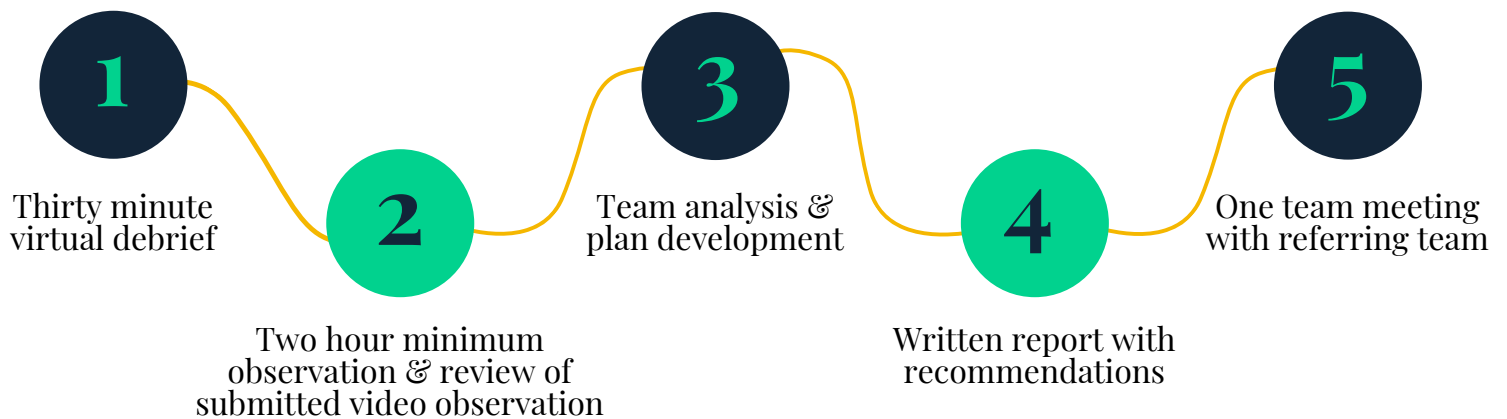 1
Thirty minute
virtual debrief
2
Two hour minimum
observation & review of
submitted video observation
3
Team analysis &
plan development
4
Written report with
recommendations
5
One team meeting
with referring team